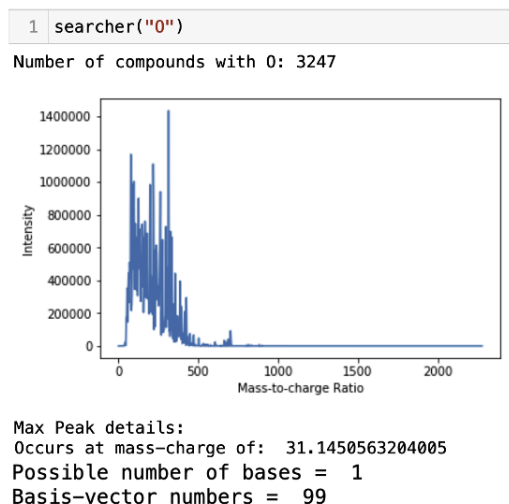 1 searcher("O")
Number of compounds with O: 3247
1400000
1200000
1000000
800000
600000
400000
200000
0
Intensity
0 500 1000 1500 2000
Mass-to-charge Ratio
Max Peak details:
Occurs at mass-charge of: 31.1450563204005
Possible number of bases = 1
Basis-vector numbers = 99